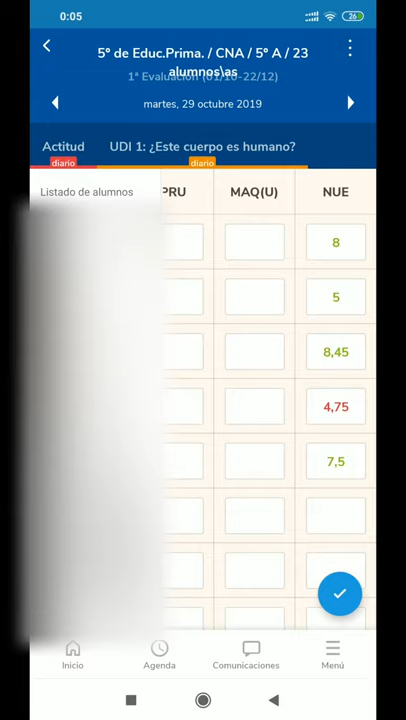 0:05
26
5º de Educ.Prima. / CNA / 5º A / 23
alumnos\as
1ª Evaluación (01/10-22/12)
martes, 29 octubre 2019
Actitud
UDI 1: ¿Este cuerpo es humano?
diario
diario
Listado de alumnos
PRU
MAQ(U)
NUE
8
5
8,45
4,75
7,5
Inicio
Agenda
Comunicaciones
Menú